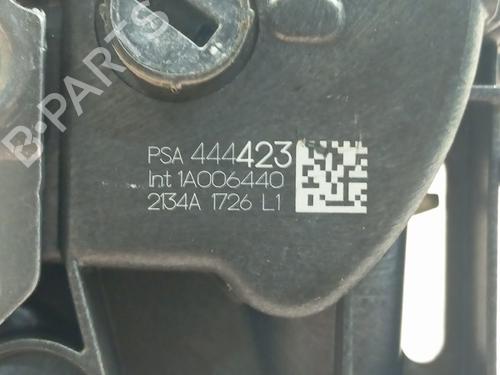 B-PARTS
PSA 444423
Int 1A006440
2134A 1726 L1